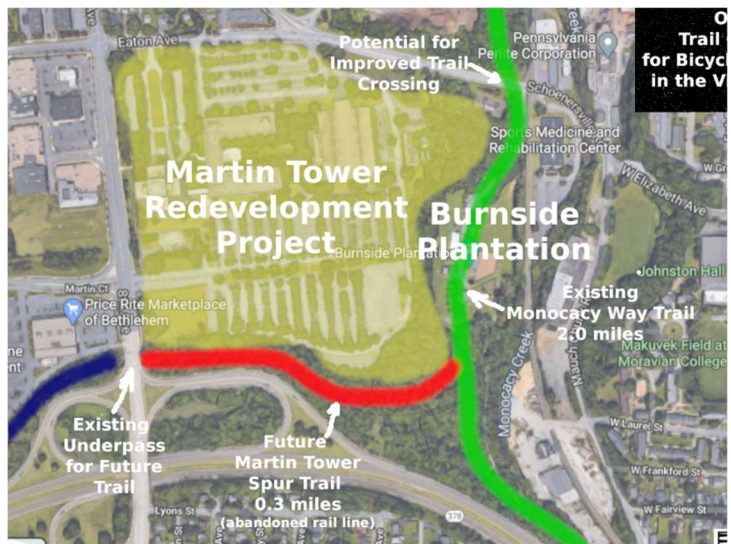 Eaton Ave
Potential for
Improved Trail
Crossing
Pennsylvania
Perlite Corporation
O
Trail
for Bicycl
in the V
Schoenersvill
Sports Medicine and
Rehabilitation Center
W Elizabeth Ave
W Gr
Martin Tower
Redevelopment
Project
Burnside
Plantation
Burnside Plantation
Johnston Hall
Martin Ct
Price Rite Marketplace
of Bethlehem
Existing
Monocacy Way Trail
2.0 miles
Makuvek Field at
Moravian College
Monocacy Creek
Existing
Underpass
for Future
Trail
Future
Martin Tower
Spur Trail
0.3 miles
(abandoned rail line)
W Laurel St
W Frankford St
W Fairview St
Lyons St
378